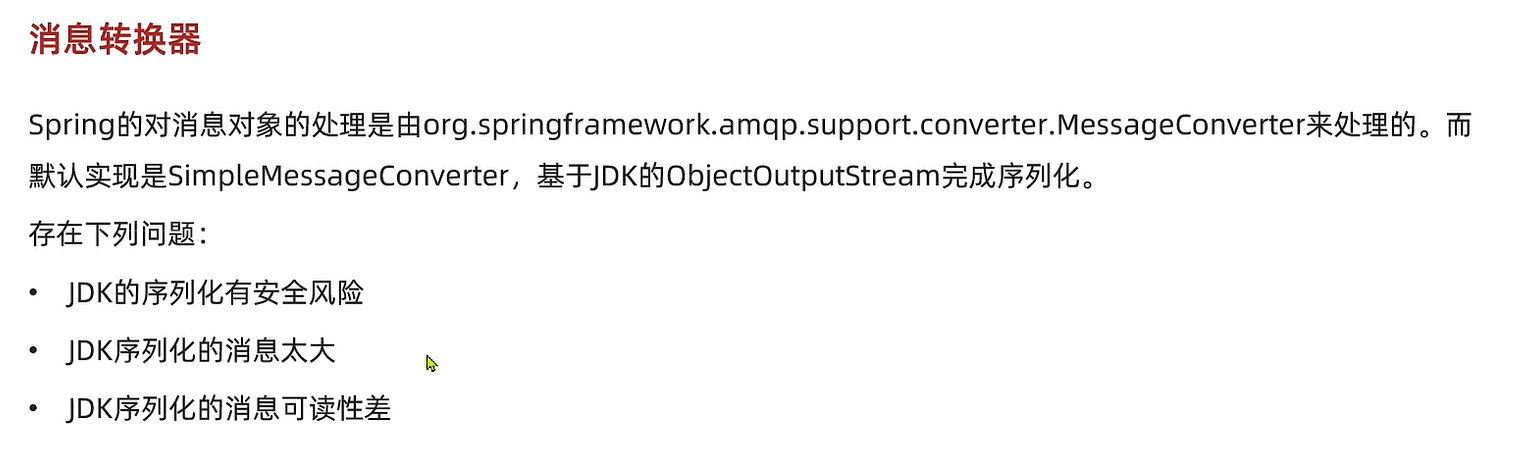 消息转换器
Spring的对消息对象的处理是由org.springframework.amqp.support.converter.MessageConverter来处理的。而
默认实现是SimpleMessageConverter，基于JDK的ObjectOutputStream完成序列化。
存在下列问题：
• JDK的序列化有安全风险
• JDK序列化的消息太大
• JDK序列化的消息可读性差